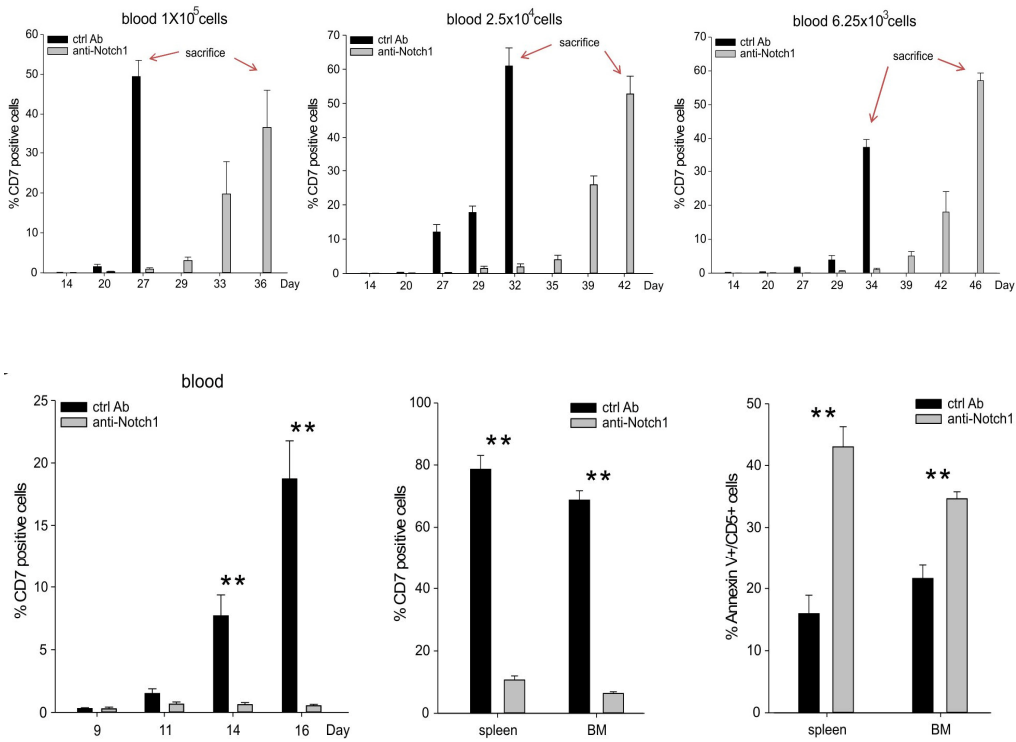 blood 1X10⁵cells
ctrl Ab
anti-Notch1
sacrifice
% CD7 positive cells
60
50
40
30
20
10
0
14 20 27 29 33 36 Day
blood 2.5x10⁴cells
ctrl Ab
anti-Notch1
sacrifice
% CD7 positive cells
70
60
50
40
30
20
10
0
14 20 27 29 32 35 39 42 Day
blood 6.25x10³cells
ctrl Ab
anti-Notch1
sacrifice
% CD7 positive cells
70
60
50
40
30
20
10
0
14 20 27 29 34 39 42 46 Day
blood
ctrl Ab
anti-Notch1
% CD7 positive cells
25
20
15
10
5
0
**
**
9 11 14 16 Day
ctrl Ab
anti-Notch1
% CD7 positive cells
100
80
60
40
20
0
**
**
spleen BM
ctrl Ab
anti-Notch1
% Annexin V+/CD5+ cells
50
40
30
20
10
0
**
**
spleen BM